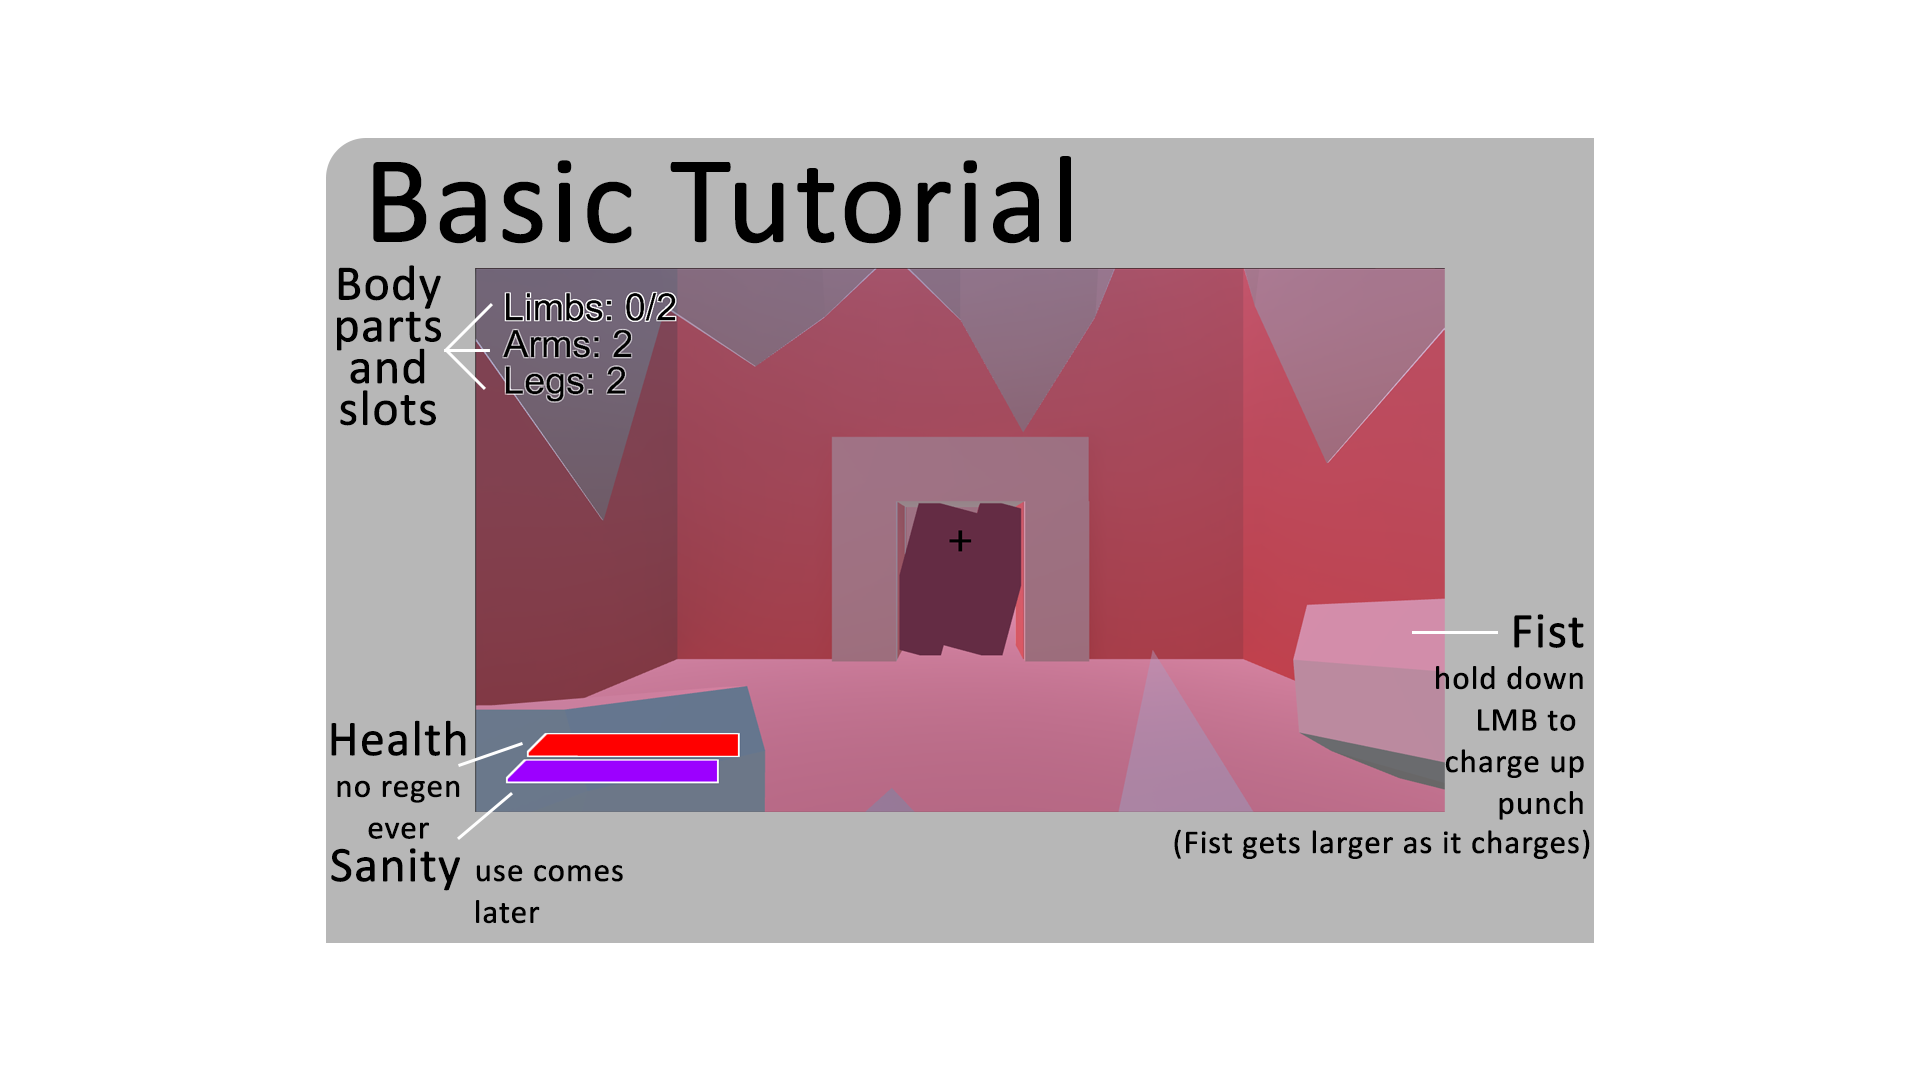 Basic Tutorial
Body
parts
and
slots
Limbs: 0/2
Arms: 2
Legs: 2
Health
no regen
ever
Sanity use comes
later
Fist
hold down
LMB to
charge up
punch
(Fist gets larger as it charges)